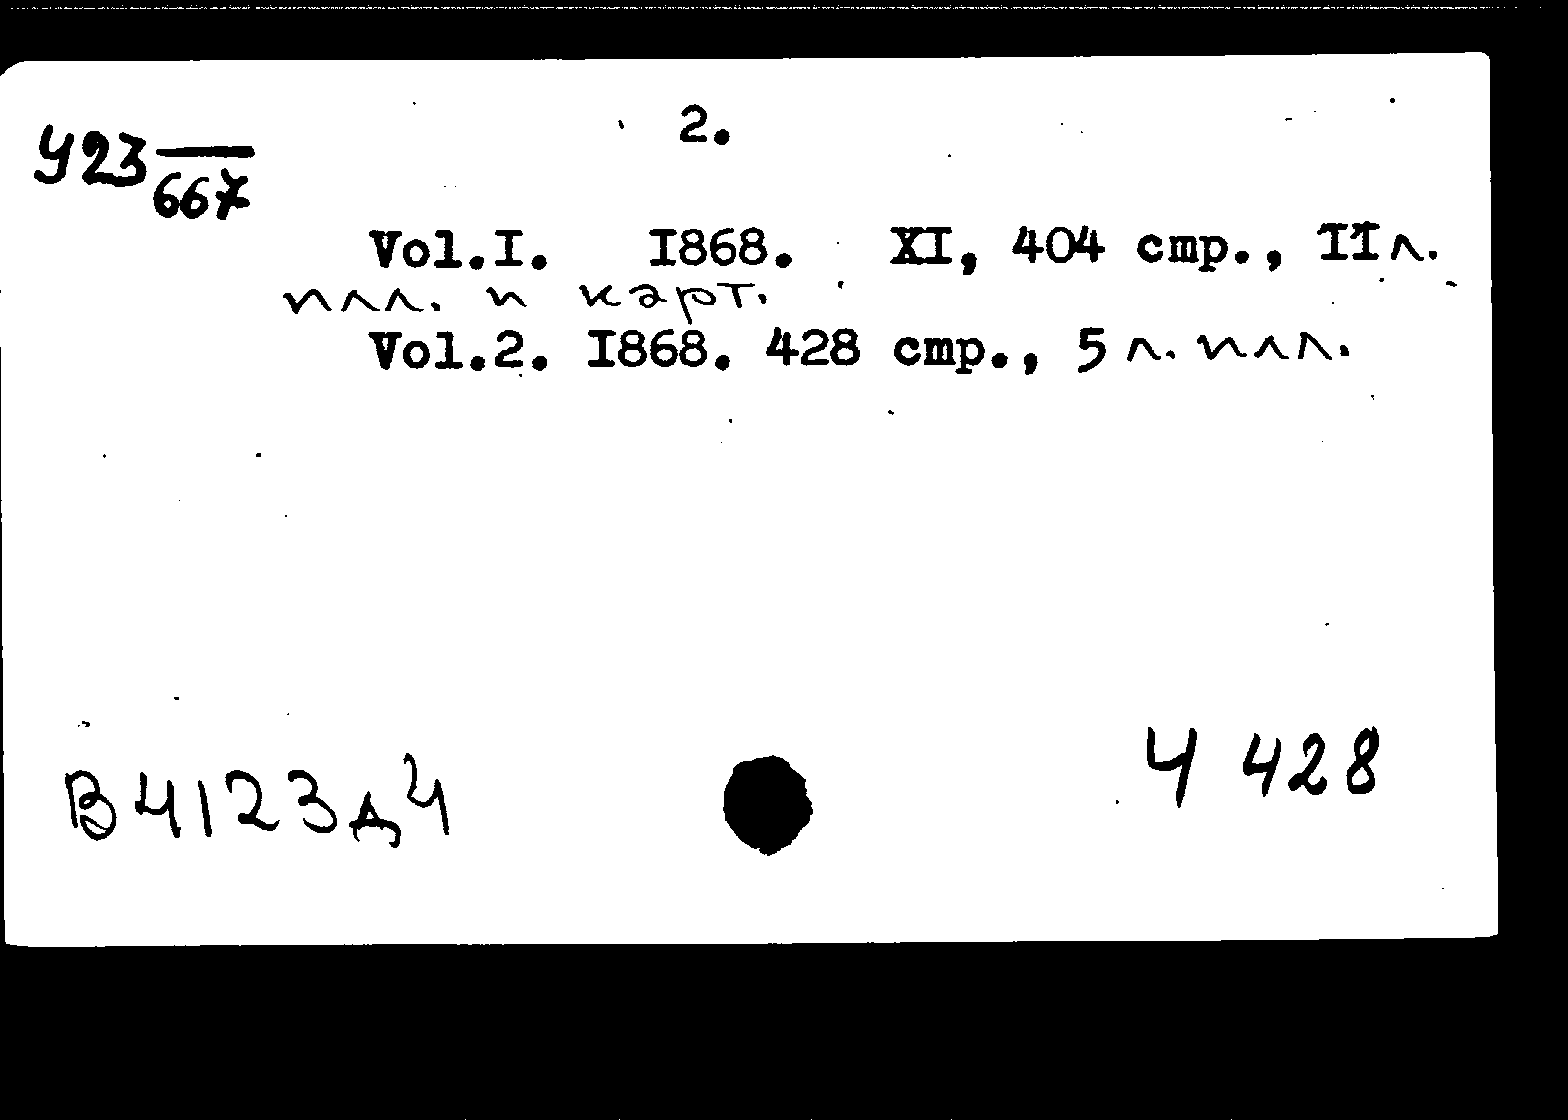 2.
У23 667
Vol.I. I868. XI, 404 стр., II л.
илл. и карт.
Vol.2. I868. 428 стр., 5 л. илл.
Ч 428
В4123д4